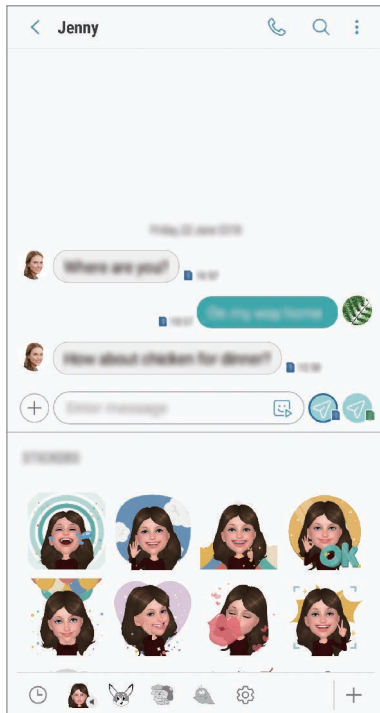 Jenny
Where are you?
On my way home
How about chicken for dinner?
Enter message
STICKERS
OK